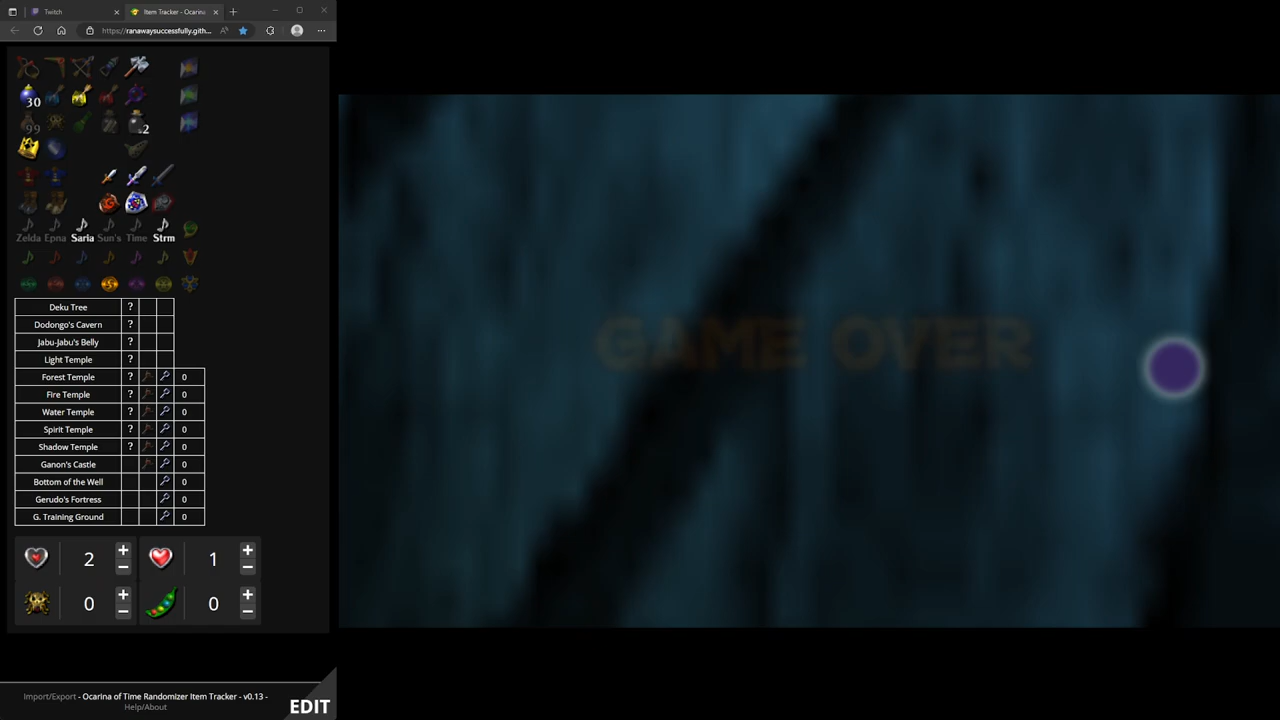 Twitch
Item Tracker - Ocarina
https://ranawaysuccessfully.gith...
30
99
2
Zelda Epna Saria Sun's Time Strm
Deku Tree ?
Dodongo's Cavern ?
Jabu-Jabu's Belly ?
Light Temple ?
Forest Temple ? 0
Fire Temple ? 0
Water Temple ? 0
Spirit Temple ? 0
Shadow Temple ? 0
Ganon's Castle 0
Bottom of the Well 0
Gerudo's Fortress 0
G. Training Ground 0
2 + − 1 + −
0 + − 0 + −
Import/Export - Ocarina of Time Randomizer Item Tracker - v0.13 -
Help/About
EDIT
GAME OVER